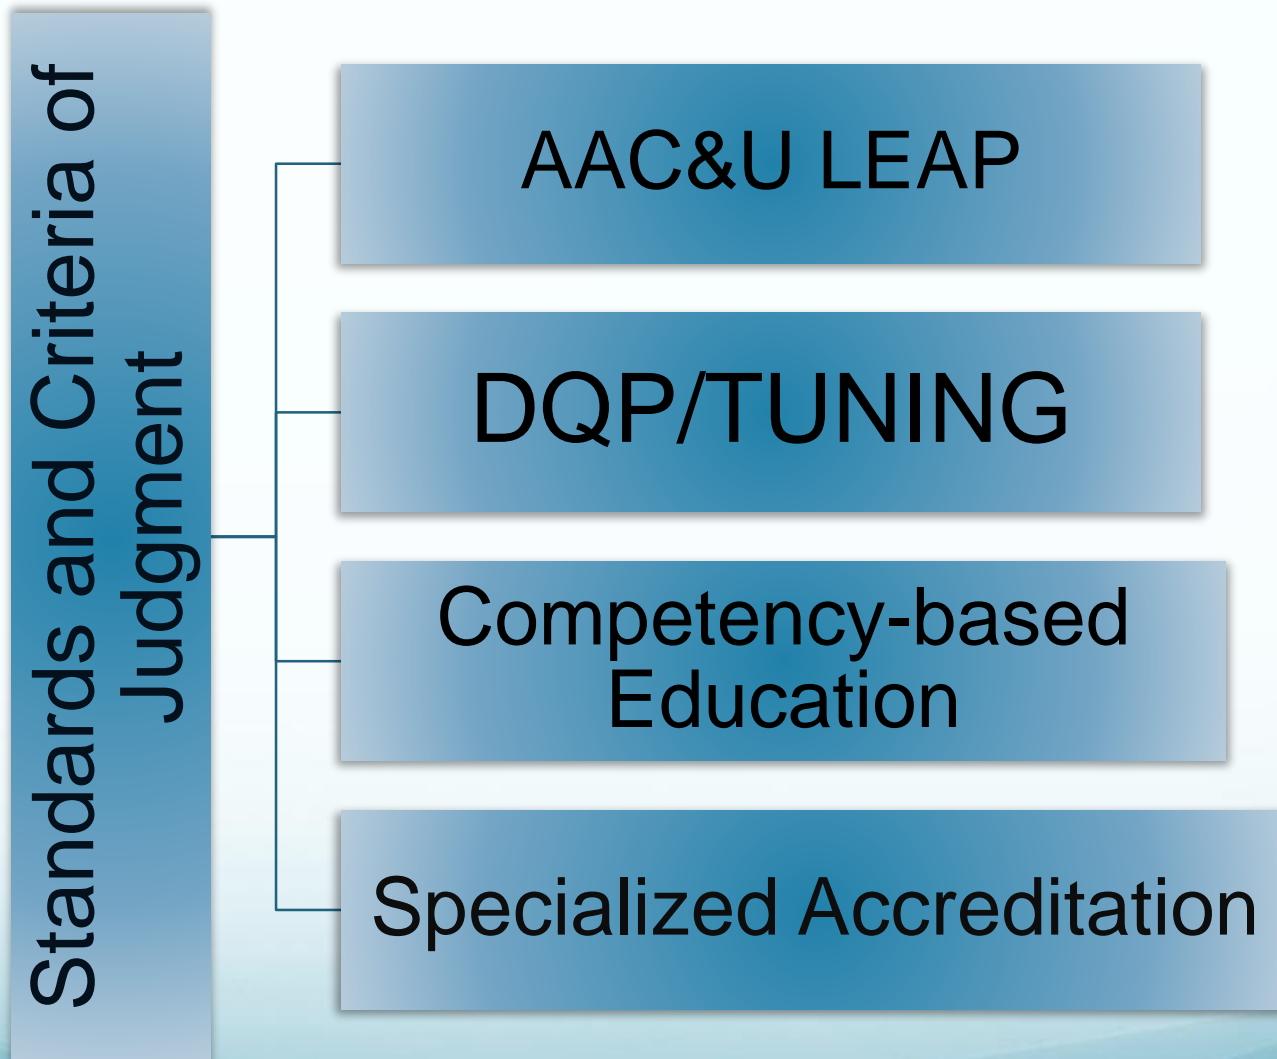 Standards and Criteria of
Judgment
AAC&U LEAP
DQP/TUNING
Competency-based
Education
Specialized Accreditation